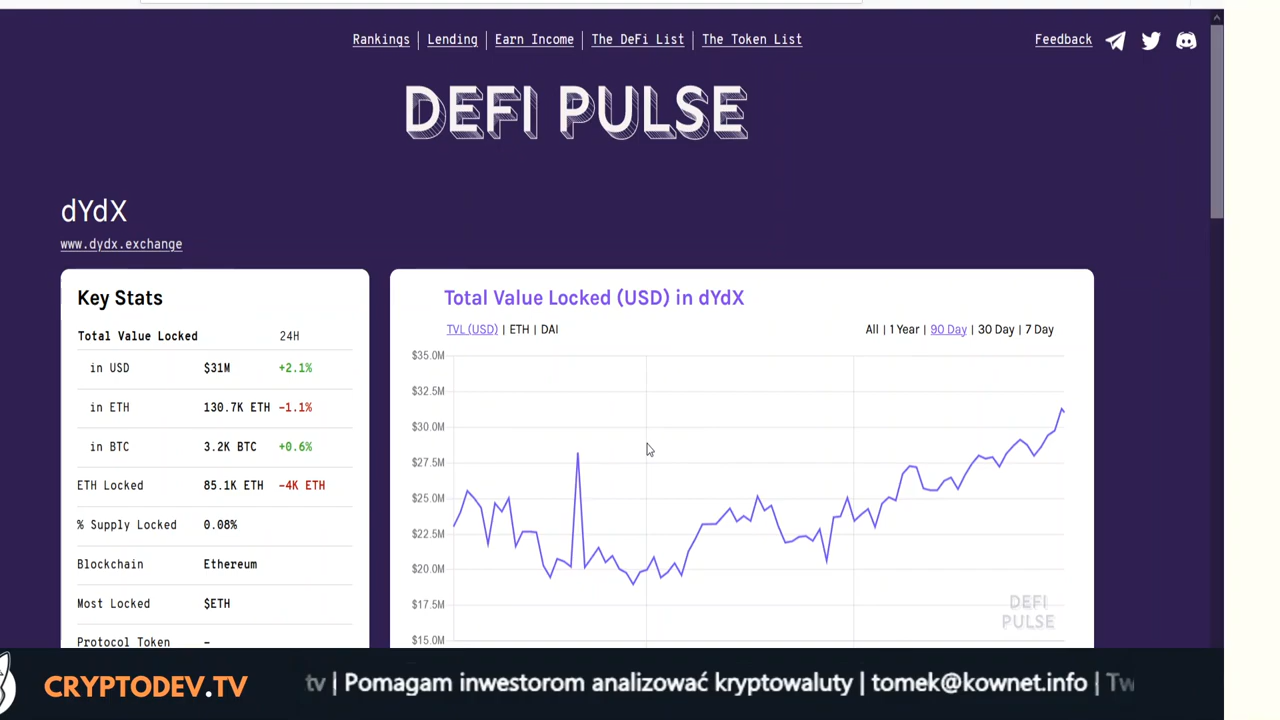 Rankings | Lending | Earn Income | The DeFi List | The Token List
Feedback
DEFI PULSE
dYdX
www.dydx.exchange
Key Stats
Total Value Locked 24H
in USD $31M +2.1%
in ETH 130.7K ETH -1.1%
in BTC 3.2K BTC +0.6%
ETH Locked 85.1K ETH -4K ETH
% Supply Locked 0.08%
Blockchain Ethereum
Most Locked $ETH
Protocol Token -
Total Value Locked (USD) in dYdX
TVL (USD) | ETH | DAI
All | 1 Year | 90 Day | 30 Day | 7 Day
$35.0M
$32.5M
$30.0M
$27.5M
$25.0M
$22.5M
$20.0M
$17.5M
$15.0M
DEFI
PULSE
CRYPTODEV.TV
tv | Pomagam inwestorom analizować kryptowaluty | tomek@kownet.info | Tw